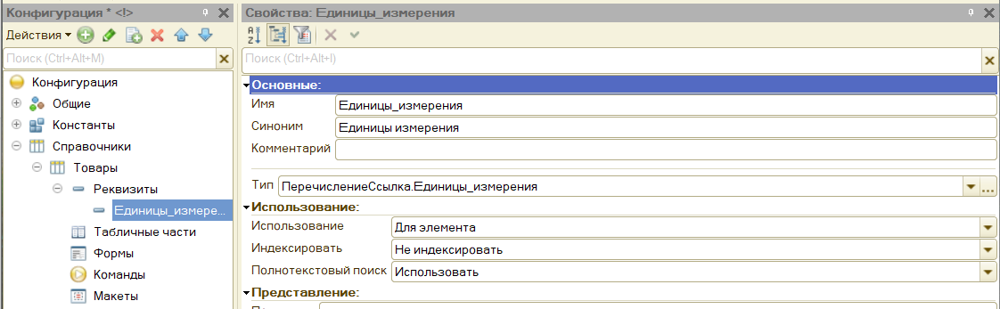 Конфигурация * <!>
Действия
Поиск (Ctrl+Alt+M)
Конфигурация
Общие
Константы
Справочники
Товары
Реквизиты
Единицы_измере...
Табличные части
Формы
Команды
Макеты
Свойства: Единицы_измерения
Поиск (Ctrl+Alt+I)
Основные:
Имя Единицы_измерения
Синоним Единицы измерения
Комментарий
Тип ПеречислениеСсылка.Единицы_измерения ...
Использование:
Использование Для элемента
Индексировать Не индексировать
Полнотекстовый поиск Использовать
Представление: